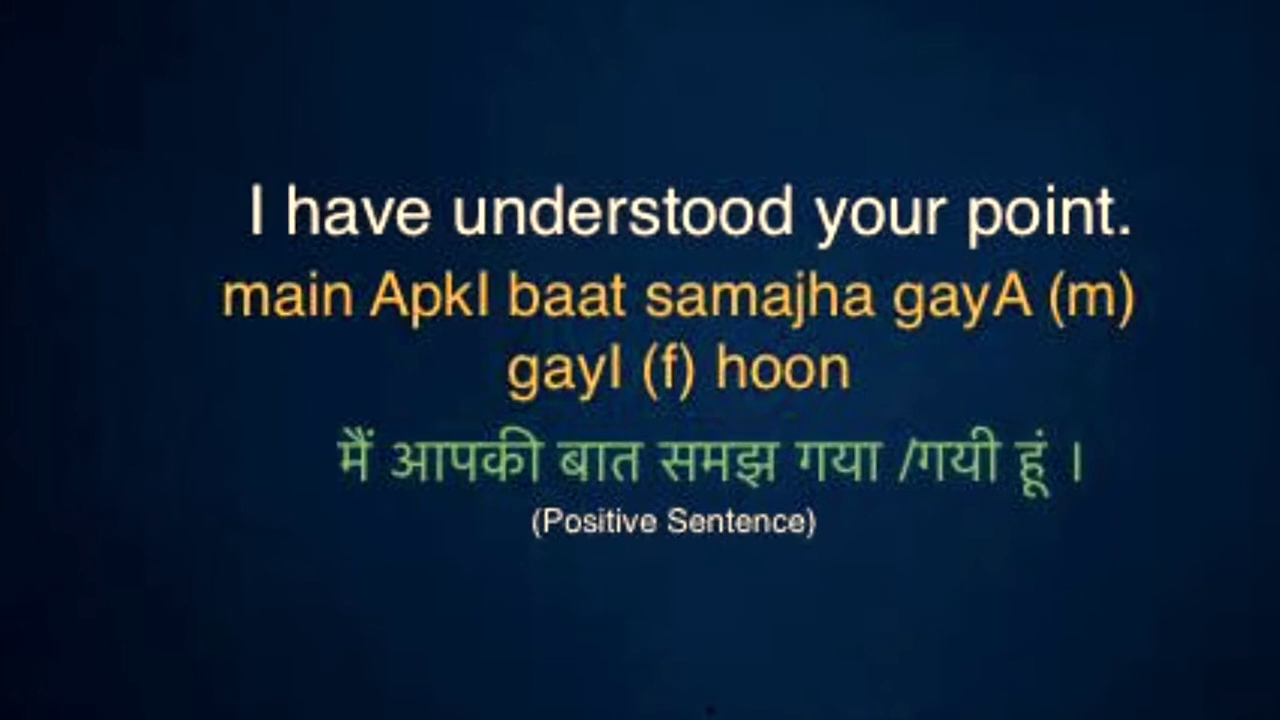 I have understood your point.
main ApkI baat samajha gayA (m)
gayI (f) hoon
मैं आपकी बात समझ गया /गयी हूं ।
(Positive Sentence)